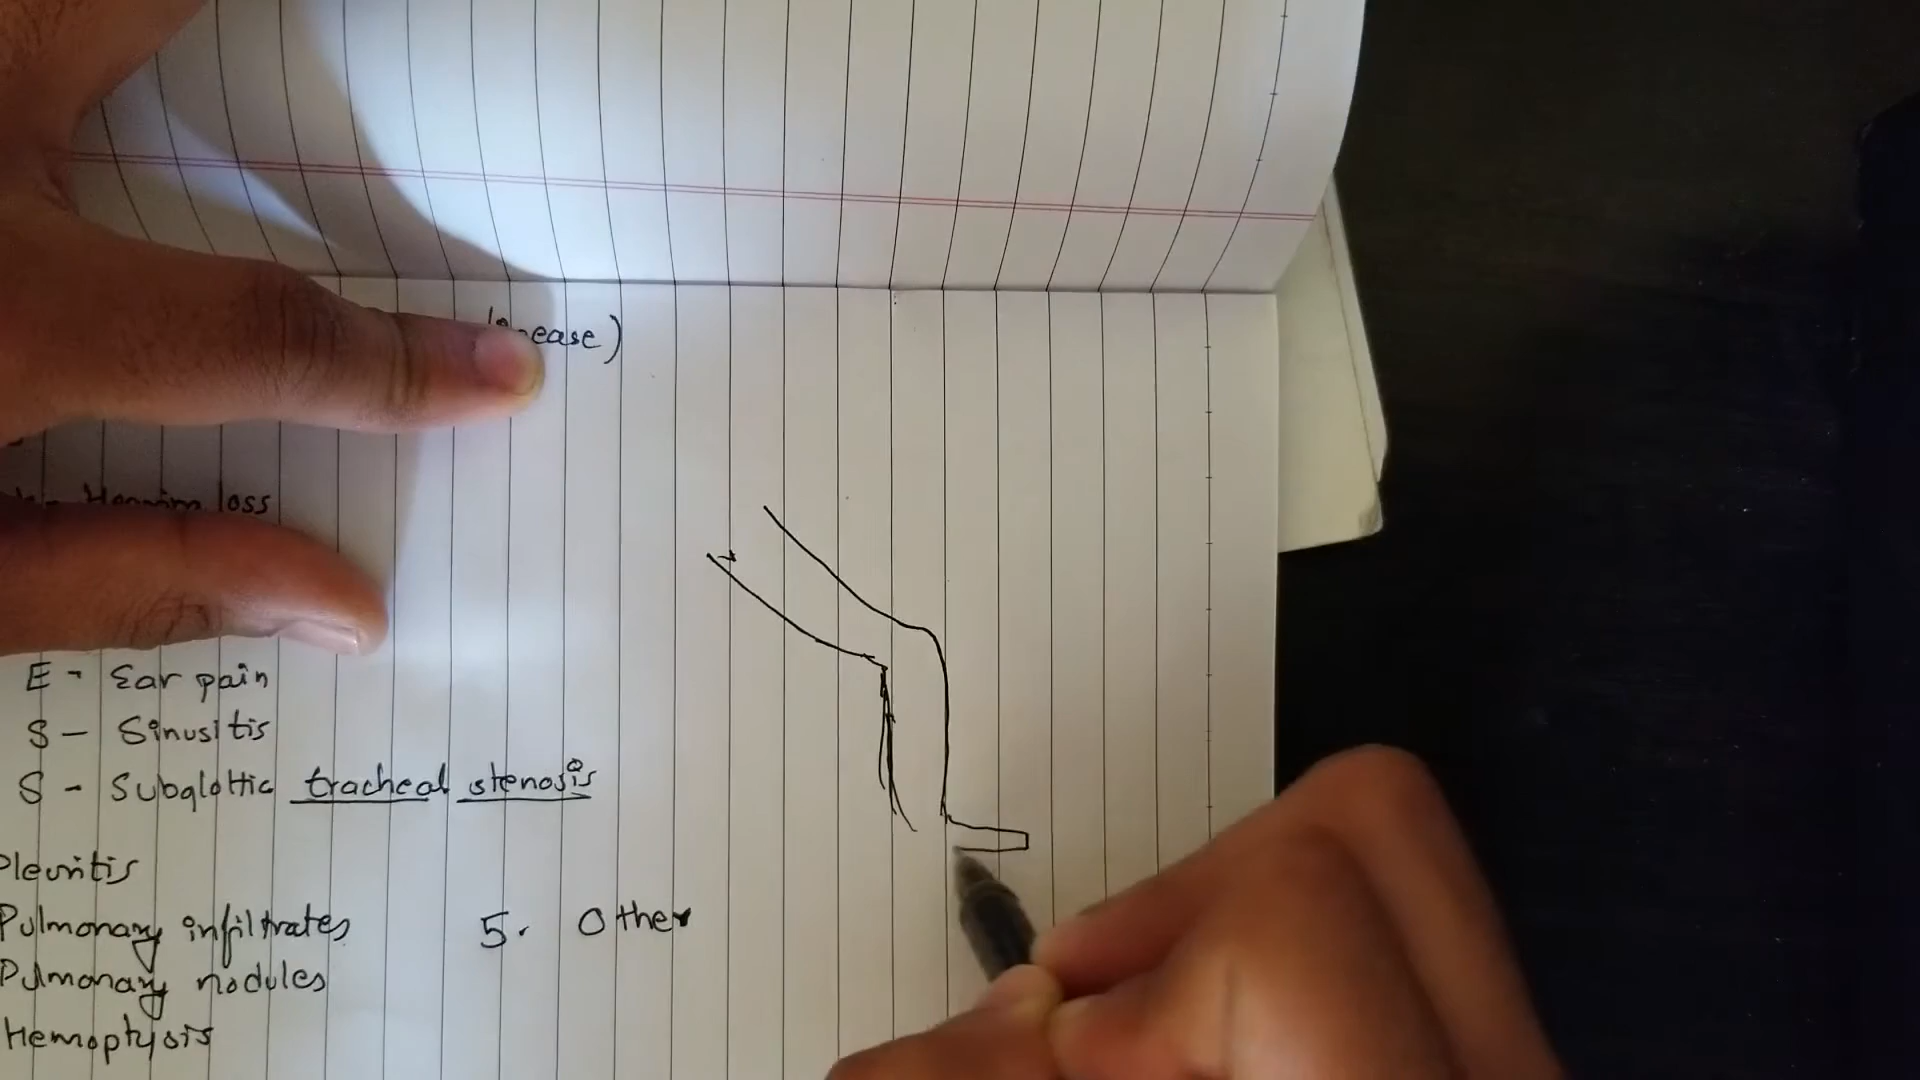 ease)
loss
E - Ear pain
S - Sinusitis
S - Subglottic tracheal stenosis
Pleuritis
Pulmonary infiltrates
5. Other
Pulmonary nodules
Hemoptysis